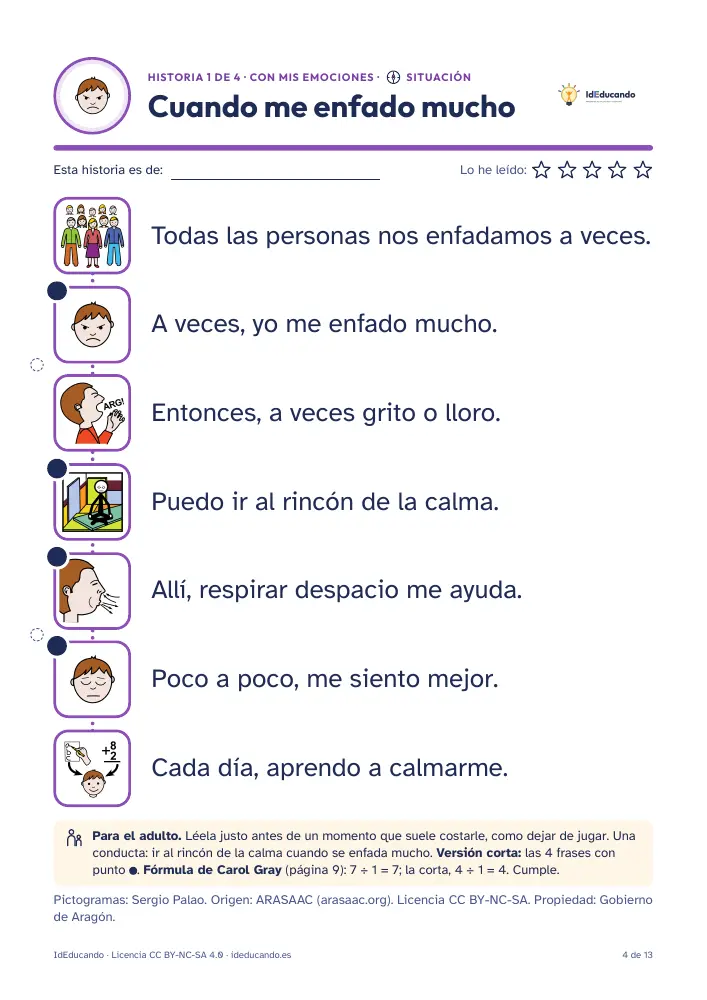 HISTORIA 1 DE 4 · CON MIS EMOCIONES · SITUACIÓN
Cuando me enfado mucho
IdEducando
Esta historia es de:
Lo he leído:
Todas las personas nos enfadamos a veces.
A veces, yo me enfado mucho.
ARG!
Entonces, a veces grito o lloro.
Puedo ir al rincón de la calma.
Allí, respirar despacio me ayuda.
Poco a poco, me siento mejor.
+8
2
Cada día, aprendo a calmarme.
Para el adulto. Léela justo antes de un momento que suele costarle, como dejar de jugar. Una
conducta: ir al rincón de la calma cuando se enfada mucho. Versión corta: las 4 frases con
punto ●. Fórmula de Carol Gray (página 9): 7 ÷ 1 = 7; la corta, 4 ÷ 1 = 4. Cumple.
Pictogramas: Sergio Palao. Origen: ARASAAC (arasaac.org). Licencia CC BY-NC-SA. Propiedad: Gobierno
de Aragón.
IdEducando · Licencia CC BY-NC-SA 4.0 · ideducando.es
4 de 13